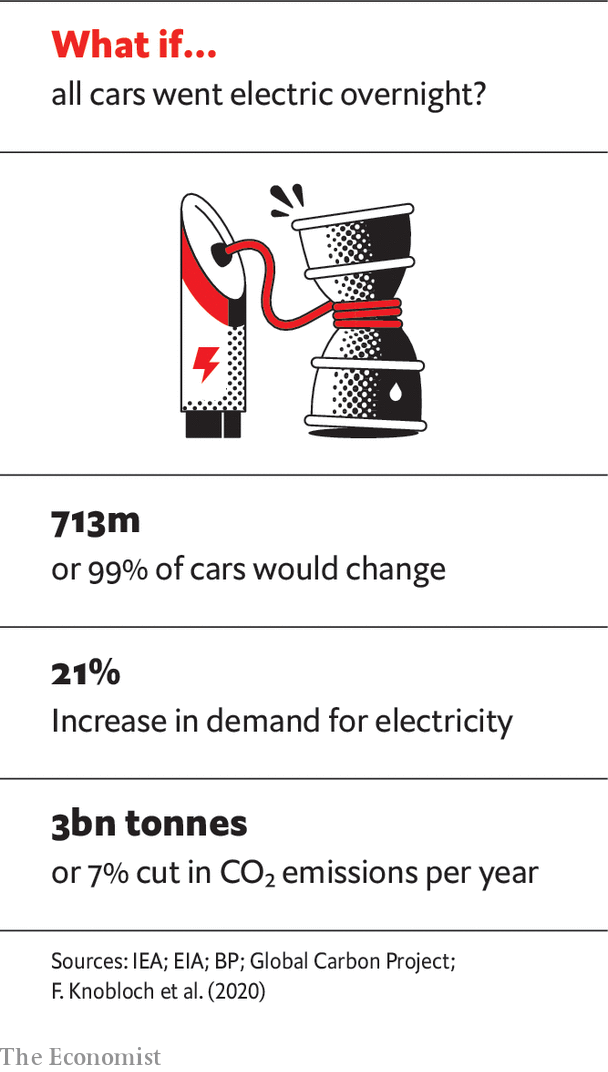 What if...
all cars went electric overnight?
713m
or 99% of cars would change
21%
Increase in demand for electricity
3bn tonnes
or 7% cut in CO₂ emissions per year
Sources: IEA; EIA; BP; Global Carbon Project;
F. Knobloch et al. (2020)
The Economist